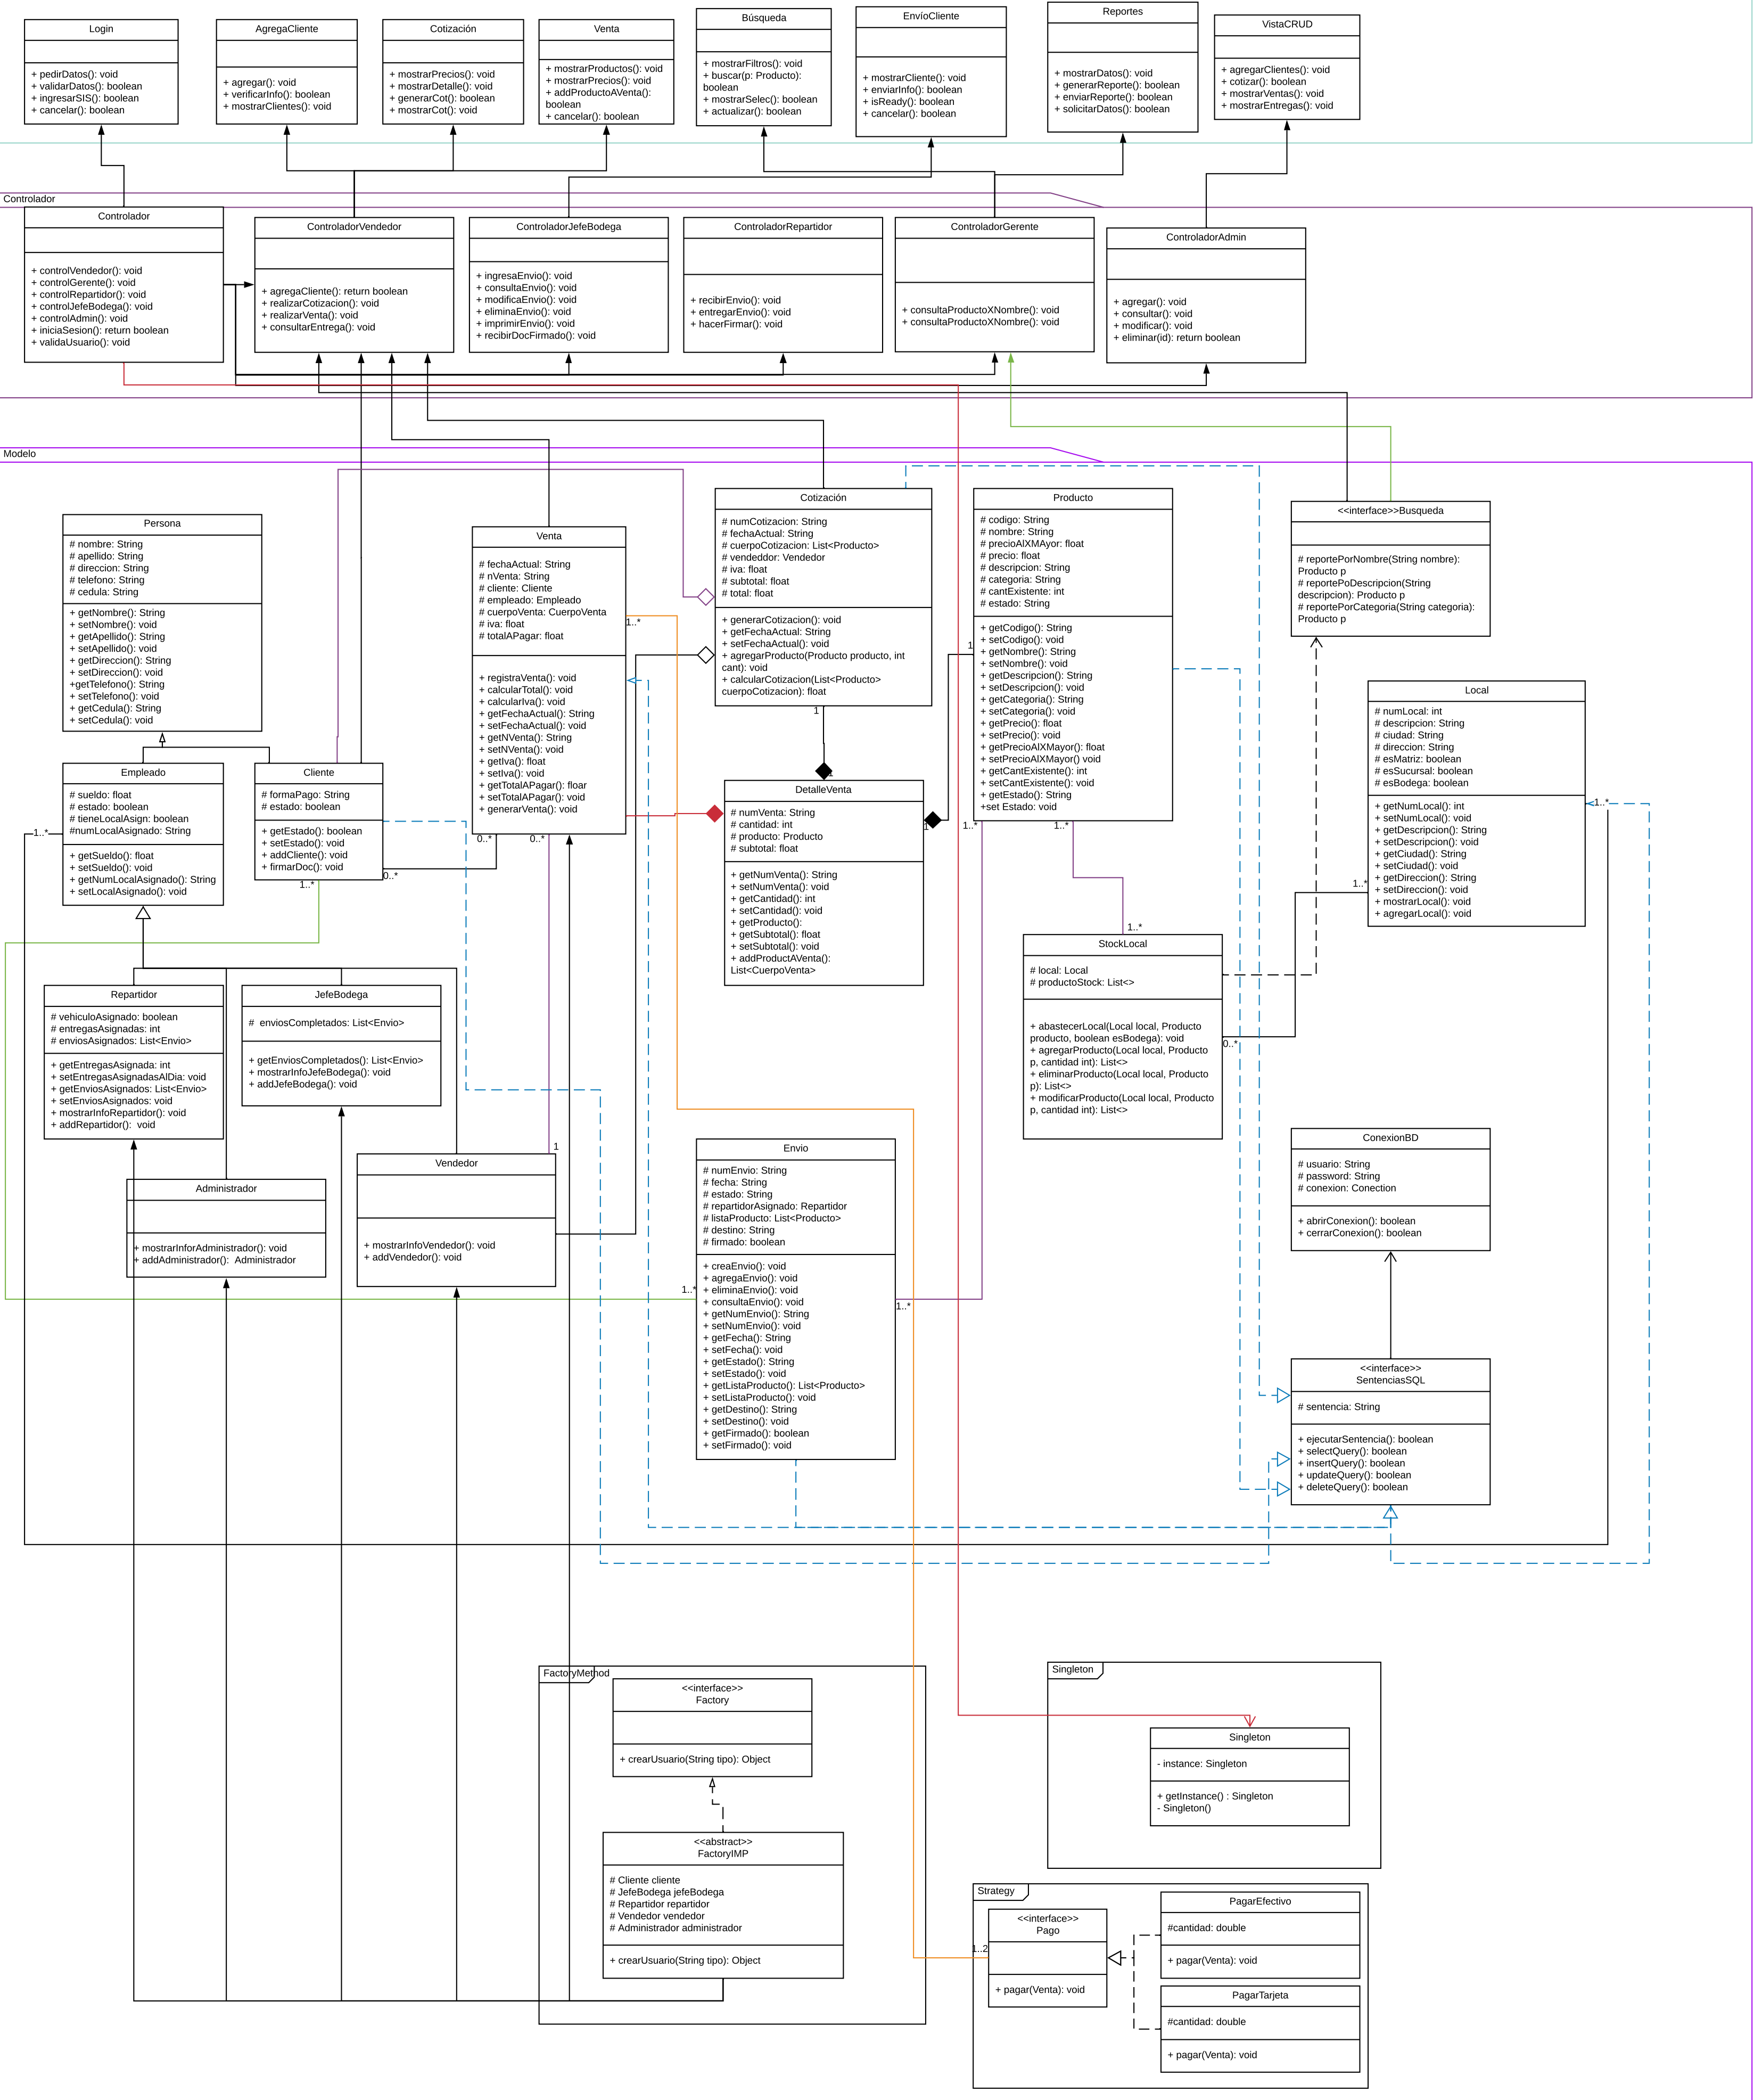 Login
+ pedirDatos(): void
+ validarDatos(): boolean
+ ingresarSIS(): boolean
+ cancelar(): boolean
AgregaCliente
+ agregar(): void
+ verificarInfo(): boolean
+ mostrarClientes(): void
Cotización
+ mostrarPrecios(): void
+ mostrarDetalle(): void
+ generarCot(): boolean
+ mostrarCot(): void
Venta
+ mostrarProductos(): void
+ mostrarPrecios(): void
+ addProductoAVenta():
boolean
+ cancelar(): boolean
Búsqueda
+ mostrarFiltros(): void
+ buscar(p: Producto):
boolean
+ mostrarSelec(): boolean
+ actualizar(): boolean
EnvíoCliente
+ mostrarCliente(): void
+ enviarInfo(): boolean
+ isReady(): boolean
+ cancelar(): boolean
Reportes
+ mostrarDatos(): void
+ generarReporte(): boolean
+ enviarReporte(): boolean
+ solicitarDatos(): boolean
VistaCRUD
+ agregarClientes(): void
+ cotizar(): boolean
+ mostrarVentas(): void
+ mostrarEntregas(): void
Controlador
Controlador
+ controlVendedor(): void
+ controlGerente(): void
+ controlRepartidor(): void
+ controlJefeBodega(): void
+ controlAdmin(): void
+ iniciaSesion(): return boolean
+ validaUsuario(): void
ControladorVendedor
+ agregaCliente(): return boolean
+ realizarCotizacion(): void
+ realizarVenta(): void
+ consultarEntrega(): void
ControladorJefeBodega
+ ingresaEnvio(): void
+ consultaEnvio(): void
+ modificaEnvio(): void
+ eliminaEnvio(): void
+ imprimirEnvio(): void
+ recibirDocFirmado(): void
ControladorRepartidor
+ recibirEnvio(): void
+ entregarEnvio(): void
+ hacerFirmar(): void
ControladorGerente
+ consultaProductoXNombre(): void
+ consultaProductoXNombre(): void
ControladorAdmin
+ agregar(): void
+ consultar(): void
+ modificar(): void
+ eliminar(id): return boolean
Modelo
Persona
# nombre: String
# apellido: String
# direccion: String
# telefono: String
# cedula: String
+ getNombre(): String
+ setNombre(): void
+ getApellido(): String
+ setApellido(): void
+ getDireccion(): String
+ setDireccion(): void
+getTelefono(): String
+ setTelefono(): void
+ getCedula(): String
+ setCedula(): void
Venta
# fechaActual: String
# nVenta: String
# cliente: Cliente
# empleado: Empleado
# cuerpoVenta: CuerpoVenta
# iva: float
# totalAPagar: float
+ registraVenta(): void
+ calcularTotal(): void
+ calcularIva(): void
+ getFechaActual(): String
+ setFechaActual(): void
+ getNVenta(): String
+ setNVenta(): void
+ getIva(): float
+ setIva(): void
+ getTotalAPagar(): floar
+ setTotalAPagar(): void
+ generarVenta(): void
1..*
0..*
0..*
Cotización
# numCotizacion: String
# fechaActual: String
# cuerpoCotizacion: List<Producto>
# vendeddor: Vendedor
# iva: float
# subtotal: float
# total: float
+ generarCotizacion(): void
+ getFechaActual(): String
+ setFechaActual(): void
+ agregarProducto(Producto producto, int
cant): void
+ calcularCotizacion(List<Producto>
cuerpoCotizacion): float
1
1
Producto
# codigo: String
# nombre: String
# precioAlXMAyor: float
# precio: float
# descripcion: String
# categoria: String
# cantExistente: int
# estado: String
+ getCodigo(): String
+ setCodigo(): void
+ getNombre(): String
+ setNombre(): void
+ getDescripcion(): String
+ setDescripcion(): void
+ getCategoria(): String
+ setCategoria(): void
+ getPrecio(): float
+ setPrecio(): void
+ getPrecioAlXMayor(): float
+ setPrecioAlXMayor() void
+ getCantExistente(): int
+ setCantExistente(): void
+ getEstado(): String
+set Estado: void
1
1
1..*
1..*
<<interface>>Busqueda
# reportePorNombre(String nombre):
Producto p
# reportePoDescripcion(String
descripcion): Producto p
# reportePorCategoria(String categoria):
Producto p
Local
# numLocal: int
# descripcion: String
# ciudad: String
# direccion: String
# esMatriz: boolean
# esSucursal: boolean
# esBodega: boolean
+ getNumLocal(): int
+ setNumLocal(): void
+ getDescripcion(): String
+ setDescripcion(): void
+ getCiudad(): String
+ setCiudad(): void
+ getDireccion(): String
+ setDireccion(): void
+ mostrarLocal(): void
+ agregarLocal(): void
1..*
1..*
Empleado
# sueldo: float
# estado: boolean
# tieneLocalAsign: boolean
#numLocalAsignado: String
+ getSueldo(): float
+ setSueldo(): void
+ getNumLocalAsignado(): String
+ setLocalAsignado(): void
1..*
Cliente
# formaPago: String
# estado: boolean
+ getEstado(): boolean
+ setEstado(): void
+ addCliente(): void
+ firmarDoc(): void
1..*
0..*
DetalleVenta
# numVenta: String
# cantidad: int
# producto: Producto
# subtotal: float
+ getNumVenta(): String
+ setNumVenta(): void
+ getCantidad(): int
+ setCantidad(): void
+ getProducto():
+ getSubtotal(): float
+ setSubtotal(): void
+ addProductAVenta():
List<CuerpoVenta>
StockLocal
# local: Local
# productoStock: List<>
+ abastecerLocal(Local local, Producto
producto, boolean esBodega): void
+ agregarProducto(Local local, Producto
p, cantidad int): List<>
+ eliminarProducto(Local local, Producto
p): List<>
+ modificarProducto(Local local, Producto
p, cantidad int): List<>
1..*
0..*
Repartidor
# vehiculoAsignado: boolean
# entregasAsignadas: int
# enviosAsignados: List<Envio>
+ getEntregasAsignada: int
+ setEntregasAsignadasAlDia: void
+ getEnviosAsignados: List<Envio>
+ setEnviosAsignados: void
+ mostrarInfoRepartidor(): void
+ addRepartidor(): void
JefeBodega
# enviosCompletados: List<Envio>
+ getEnviosCompletados(): List<Envio>
+ mostrarInfoJefeBodega(): void
+ addJefeBodega(): void
Administrador
+ mostrarInforAdministrador(): void
+ addAdministrador(): Administrador
Vendedor
+ mostrarInfoVendedor(): void
+ addVendedor(): void
1
Envio
# numEnvio: String
# fecha: String
# estado: String
# repartidorAsignado: Repartidor
# listaProducto: List<Producto>
# destino: String
# firmado: boolean
+ creaEnvio(): void
+ agregaEnvio(): void
+ eliminaEnvio(): void
+ consultaEnvio(): void
+ getNumEnvio(): String
+ setNumEnvio(): void
+ getFecha(): String
+ setFecha(): void
+ getEstado(): String
+ setEstado(): void
+ getListaProducto(): List<Producto>
+ setListaProducto(): void
+ getDestino(): String
+ setDestino(): void
+ getFirmado(): boolean
+ setFirmado(): void
1..*
1..*
ConexionBD
# usuario: String
# password: String
# conexion: Conection
+ abrirConexion(): boolean
+ cerrarConexion(): boolean
<<interface>>
SentenciasSQL
# sentencia: String
+ ejecutarSentencia(): boolean
+ selectQuery(): boolean
+ insertQuery(): boolean
+ updateQuery(): boolean
+ deleteQuery(): boolean
FactoryMethod
<<interface>>
Factory
+ crearUsuario(String tipo): Object
<<abstract>>
FactoryIMP
# Cliente cliente
# JefeBodega jefeBodega
# Repartidor repartidor
# Vendedor vendedor
# Administrador administrador
+ crearUsuario(String tipo): Object
Singleton
Singleton
- instance: Singleton
+ getInstance() : Singleton
- Singleton()
Strategy
<<interface>>
Pago
+ pagar(Venta): void
1..2
PagarEfectivo
#cantidad: double
+ pagar(Venta): void
PagarTarjeta
#cantidad: double
+ pagar(Venta): void